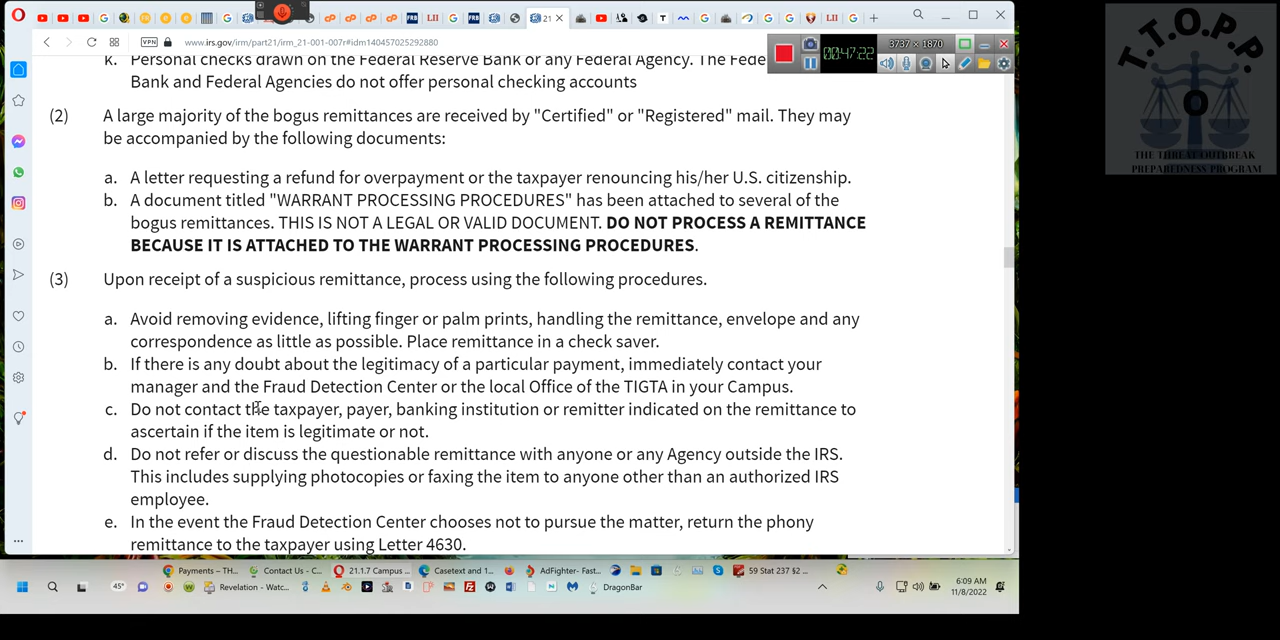 21
VPN
www.irs.gov/irm/part21/irm_21-001-007r#idm140457025292880
00:47:22
3737 × 1870
k. Personal checks drawn on the Federal Reserve Bank or any Federal Agency. The Fede
Bank and Federal Agencies do not offer personal checking accounts
(2) A large majority of the bogus remittances are received by "Certified" or "Registered" mail. They may
be accompanied by the following documents:
a. A letter requesting a refund for overpayment or the taxpayer renouncing his/her U.S. citizenship.
b. A document titled "WARRANT PROCESSING PROCEDURES" has been attached to several of the
bogus remittances. THIS IS NOT A LEGAL OR VALID DOCUMENT. DO NOT PROCESS A REMITTANCE
BECAUSE IT IS ATTACHED TO THE WARRANT PROCESSING PROCEDURES.
(3) Upon receipt of a suspicious remittance, process using the following procedures.
a. Avoid removing evidence, lifting finger or palm prints, handling the remittance, envelope and any
correspondence as little as possible. Place remittance in a check saver.
b. If there is any doubt about the legitimacy of a particular payment, immediately contact your
manager and the Fraud Detection Center or the local Office of the TIGTA in your Campus.
c. Do not contact the taxpayer, payer, banking institution or remitter indicated on the remittance to
ascertain if the item is legitimate or not.
d. Do not refer or discuss the questionable remittance with anyone or any Agency outside the IRS.
This includes supplying photocopies or faxing the item to anyone other than an authorized IRS
employee.
e. In the event the Fraud Detection Center chooses not to pursue the matter, return the phony
remittance to the taxpayer using Letter 4630.
T.T.O.P.P.
O
THE THREAT OUTBREAK
PREPAREDNESS PROGRAM
Payments – TH... Contact Us - C... 21.1.7 Campus ... Casetext and 1... AdFighter- Fast... 59 Stat 237 §2 ...
45° Revelation - Watc... DragonBar
6:09 AM
11/8/2022